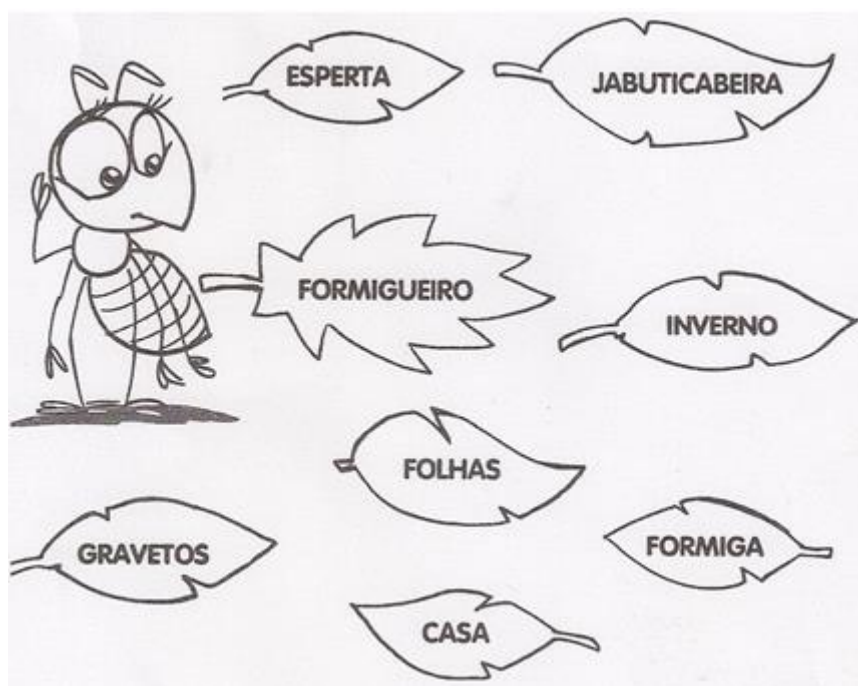 ESPERTA
JABUTICABEIRA
FORMIGUEIRO
INVERNO
FOLHAS
GRAVETOS
FORMIGA
CASA